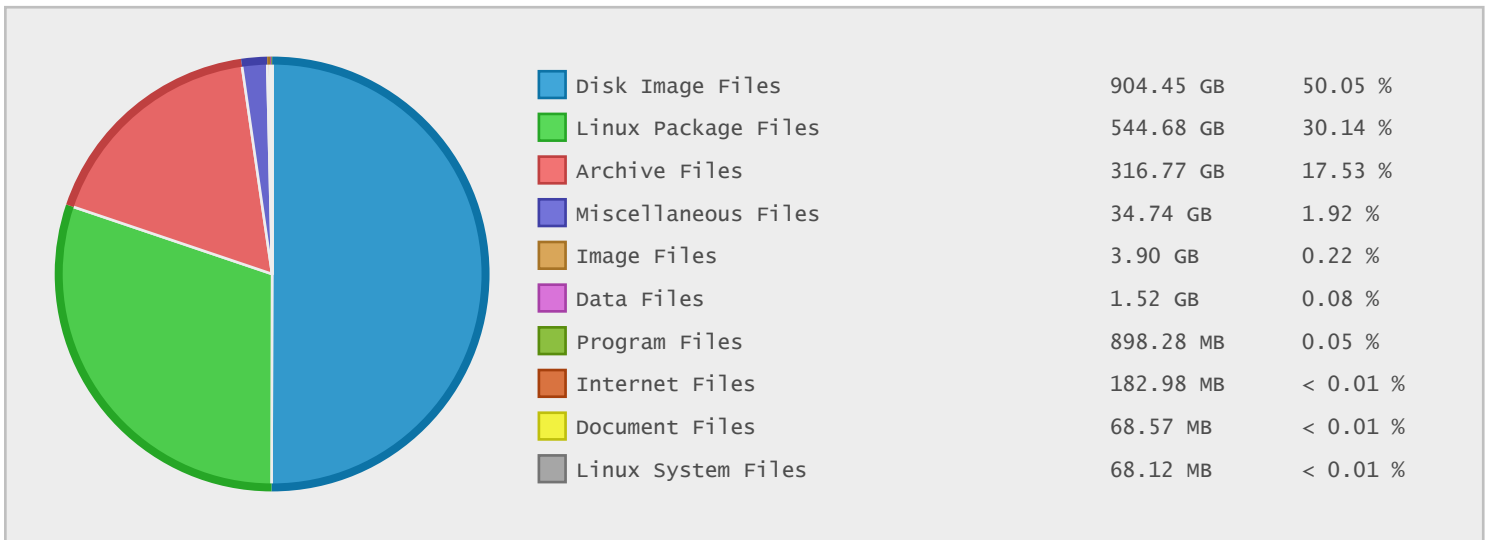 Disk Image Files 904.45 GB 50.05 %
Linux Package Files 544.68 GB 30.14 %
Archive Files 316.77 GB 17.53 %
Miscellaneous Files 34.74 GB 1.92 %
Image Files 3.90 GB 0.22 %
Data Files 1.52 GB 0.08 %
Program Files 898.28 MB 0.05 %
Internet Files 182.98 MB < 0.01 %
Document Files 68.57 MB < 0.01 %
Linux System Files 68.12 MB < 0.01 %